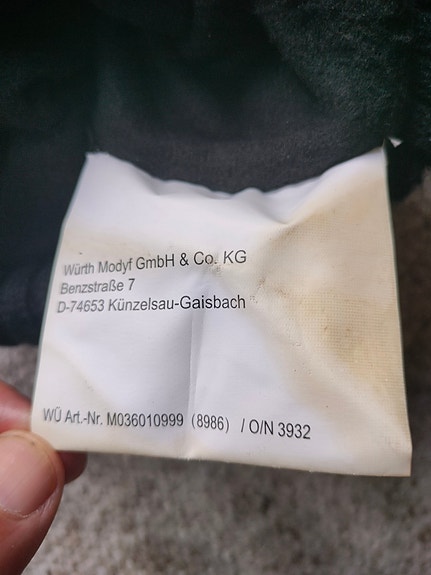 Würth Modyf GmbH & Co. KG
Benzstraße 7
D-74653 Künzelsau-Gaisbach
WÜ Art.-Nr. M036010999 (8986) / O/N 3932